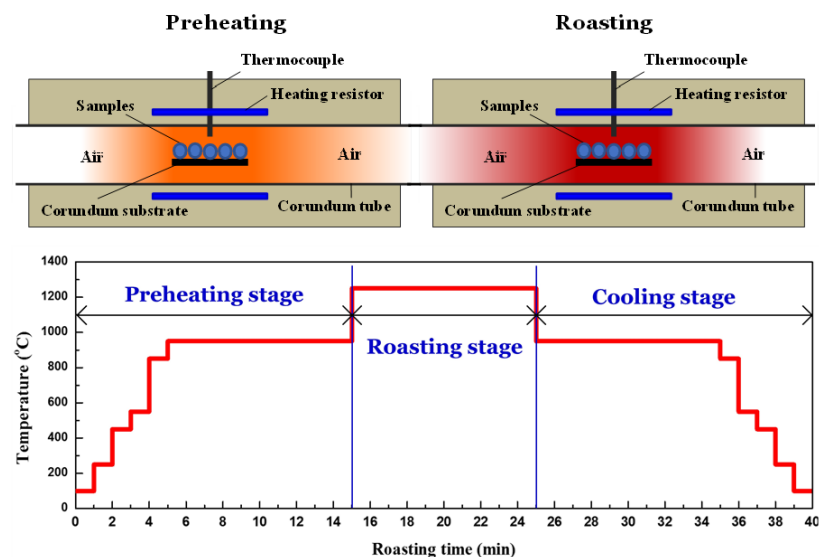 Preheating
Roasting
Thermocouple
Heating resistor
Samples
Air
Air
Corundum substrate
Corundum tube
Thermocouple
Heating resistor
Samples
Air
Air
Corundum substrate
Corundum tube
1400
1200
1000
800
600
400
200
0
Temperature (°C)
Preheating stage
Roasting stage
Cooling stage
0 2 4 6 8 10 12 14 16 18 20 22 24 26 28 30 32 34 36 38 40
Roasting time (min)